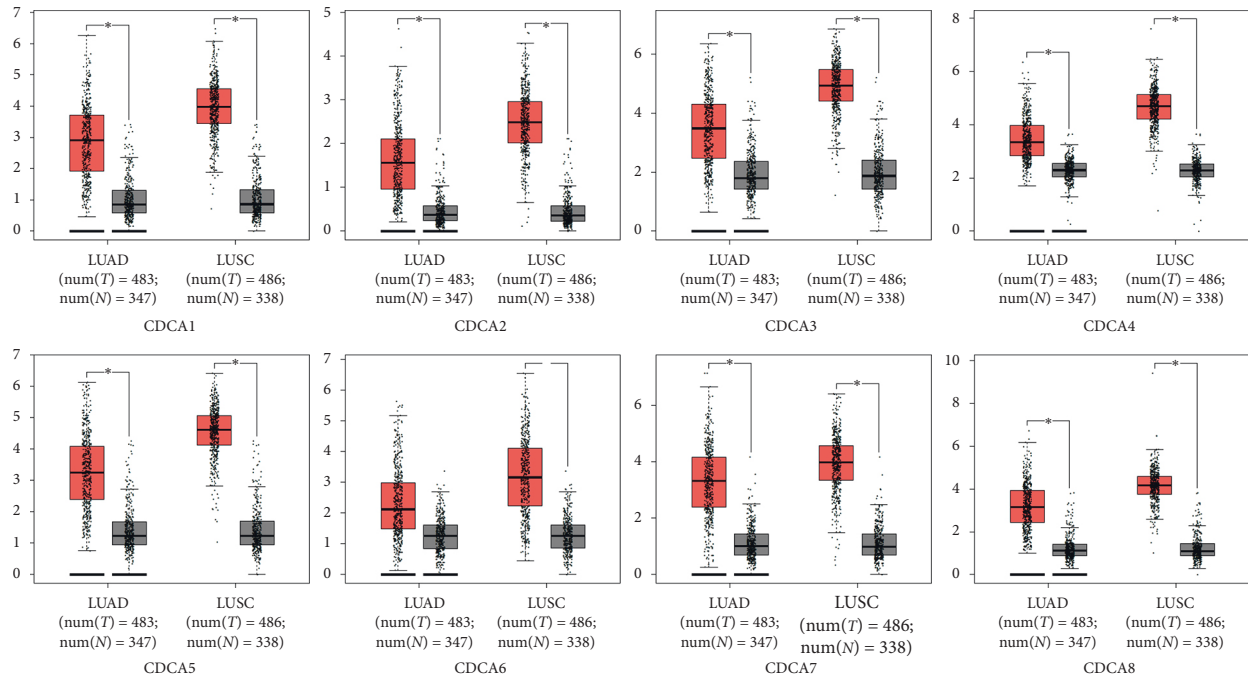 7
6
5
4
3
2
1
0
*
*
LUAD
(num(T) = 483;
num(N) = 347)
LUSC
(num(T) = 486;
num(N) = 338)
CDCA1
5
4
3
2
1
0
*
*
LUAD
(num(T) = 483;
num(N) = 347)
LUSC
(num(T) = 486;
num(N) = 338)
CDCA2
6
4
2
0
*
*
LUAD
(num(T) = 483;
num(N) = 347)
LUSC
(num(T) = 486;
num(N) = 338)
CDCA3
8
6
4
2
0
*
*
LUAD
(num(T) = 483;
num(N) = 347)
LUSC
(num(T) = 486;
num(N) = 338)
CDCA4
7
6
5
4
3
2
1
0
*
*
LUAD
(num(T) = 483;
num(N) = 347)
LUSC
(num(T) = 486;
num(N) = 338)
CDCA5
7
6
5
4
3
2
1
0
LUAD
(num(T) = 483;
num(N) = 347)
LUSC
(num(T) = 486;
num(N) = 338)
CDCA6
6
4
2
0
*
*
LUAD
(num(T) = 483;
num(N) = 347)
LUSC
(num(T) = 486;
num(N) = 338)
CDCA7
10
8
6
4
2
0
*
*
LUAD
(num(T) = 483;
num(N) = 347)
LUSC
(num(T) = 486;
num(N) = 338)
CDCA8